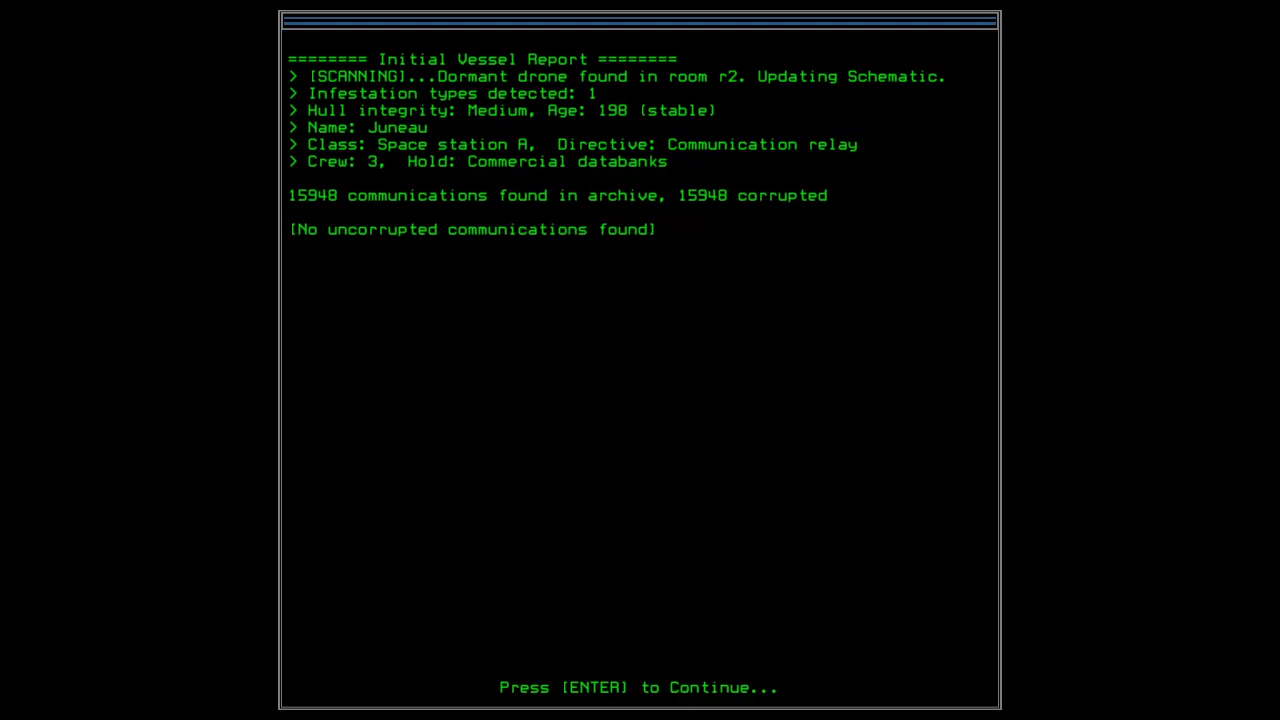 ======== Initial Vessel Report ========
> [SCANNING]...Dormant drone found in room r2. Updating Schematic.
> Infestation types detected: 1
> Hull integrity: Medium, Age: 198 (stable)
> Name: Juneau
> Class: Space station A,  Directive: Communication relay
> Crew: 3,  Hold: Commercial databanks
15948 communications found in archive, 15948 corrupted
[No uncorrupted communications found]
Press [ENTER] to Continue...